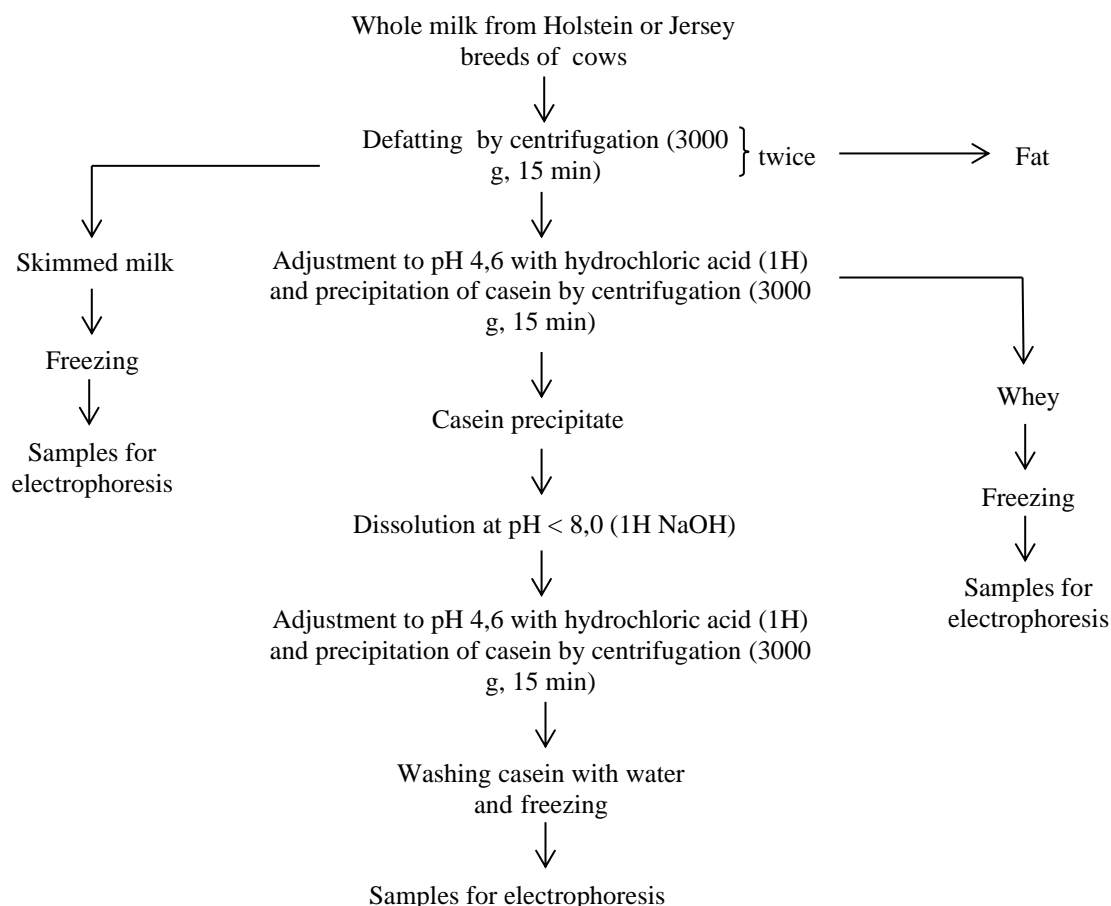 Whole milk from Holstein or Jersey
breeds of cows
Defatting by centrifugation (3000
g, 15 min)
twice
Fat
Skimmed milk
Adjustment to pH 4,6 with hydrochloric acid (1H)
and precipitation of casein by centrifugation (3000
g, 15 min)
Freezing
Whey
Casein precipitate
Samples for
electrophoresis
Freezing
Dissolution at pH < 8,0 (1H NaOH)
Samples for
electrophoresis
Adjustment to pH 4,6 with hydrochloric acid (1H)
and precipitation of casein by centrifugation (3000
g, 15 min)
Washing casein with water
and freezing
Samples for electrophoresis